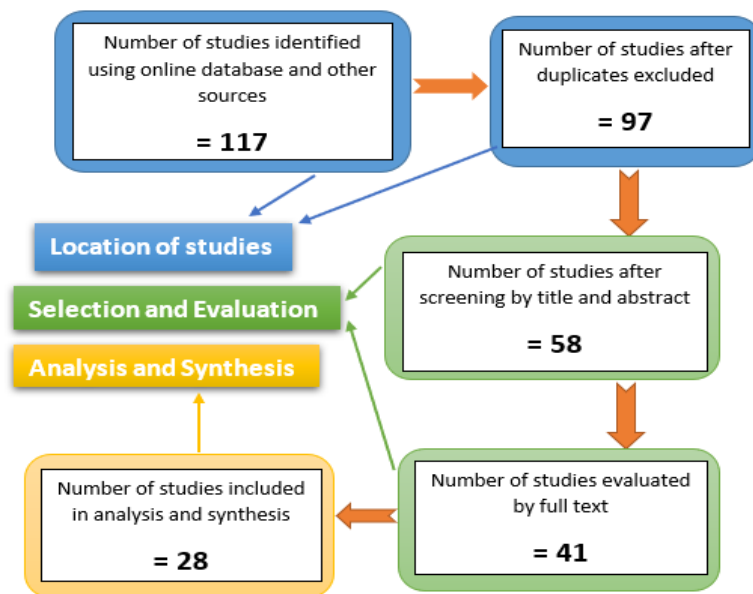 Number of studies identified
using online database and other
sources
= 117
Number of studies after
duplicates excluded
= 97
Location of studies
Selection and Evaluation
Analysis and Synthesis
Number of studies after
screening by title and abstract
= 58
Number of studies included
in analysis and synthesis
= 28
Number of studies evaluated
by full text
= 41